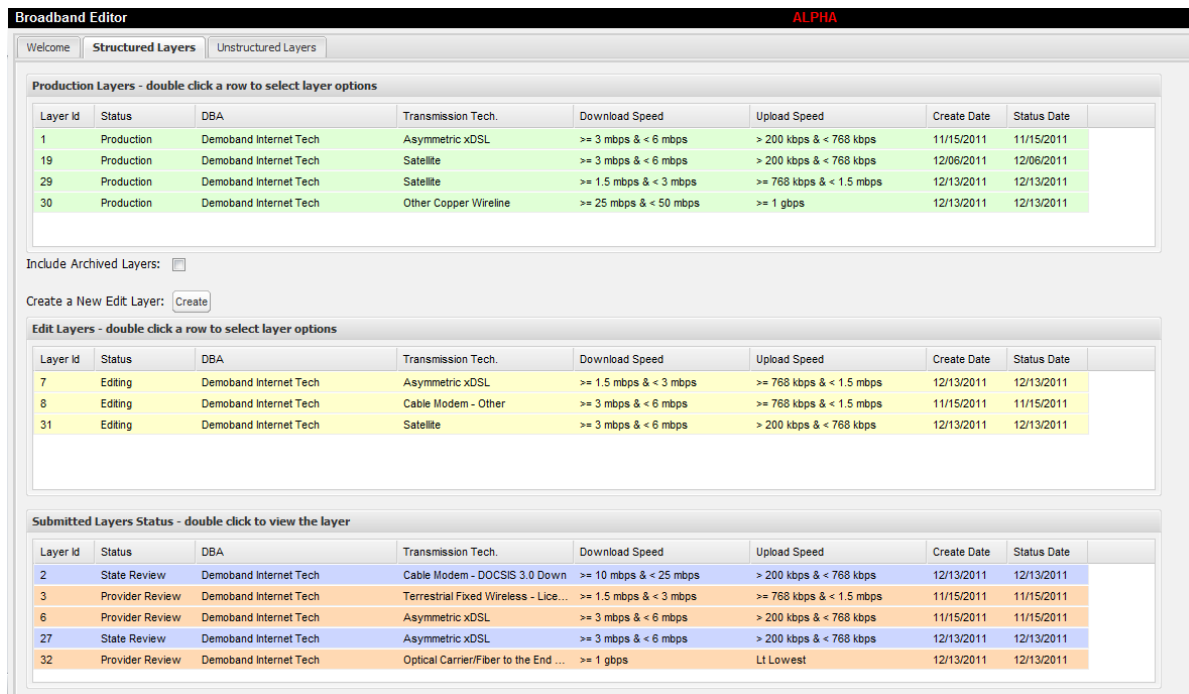 Broadband Editor ALPHA
Welcome Structured Layers Unstructured Layers
Production Layers - double click a row to select layer options
Layer Id Status DBA Transmission Tech. Download Speed Upload Speed Create Date Status Date
1 Production Demoband Internet Tech Asymmetric xDSL >= 3 mbps & < 6 mbps > 200 kbps & < 768 kbps 11/15/2011 11/15/2011
19 Production Demoband Internet Tech Satellite >= 3 mbps & < 6 mbps > 200 kbps & < 768 kbps 12/06/2011 12/06/2011
29 Production Demoband Internet Tech Satellite >= 1.5 mbps & < 3 mbps >= 768 kbps & < 1.5 mbps 12/13/2011 12/13/2011
30 Production Demoband Internet Tech Other Copper Wireline >= 25 mbps & < 50 mbps >= 1 gbps 12/13/2011 12/13/2011
Include Archived Layers:
Create a New Edit Layer: Create
Edit Layers - double click a row to select layer options
Layer Id Status DBA Transmission Tech. Download Speed Upload Speed Create Date Status Date
7 Editing Demoband Internet Tech Asymmetric xDSL >= 1.5 mbps & < 3 mbps >= 768 kbps & < 1.5 mbps 12/13/2011 12/13/2011
8 Editing Demoband Internet Tech Cable Modem - Other >= 3 mbps & < 6 mbps >= 768 kbps & < 1.5 mbps 11/15/2011 11/15/2011
31 Editing Demoband Internet Tech Satellite >= 3 mbps & < 6 mbps > 200 kbps & < 768 kbps 12/13/2011 12/13/2011
Submitted Layers Status - double click to view the layer
Layer Id Status DBA Transmission Tech. Download Speed Upload Speed Create Date Status Date
2 State Review Demoband Internet Tech Cable Modem - DOCSIS 3.0 Down >= 10 mbps & < 25 mbps > 200 kbps & < 768 kbps 12/13/2011 12/13/2011
3 Provider Review Demoband Internet Tech Terrestrial Fixed Wireless - Lice... >= 1.5 mbps & < 3 mbps >= 768 kbps & < 1.5 mbps 11/15/2011 11/15/2011
6 Provider Review Demoband Internet Tech Asymmetric xDSL >= 3 mbps & < 6 mbps > 200 kbps & < 768 kbps 11/15/2011 11/15/2011
27 State Review Demoband Internet Tech Asymmetric xDSL >= 3 mbps & < 6 mbps > 200 kbps & < 768 kbps 12/13/2011 12/13/2011
32 Provider Review Demoband Internet Tech Optical Carrier/Fiber to the End ... >= 1 gbps Lt Lowest 12/13/2011 12/13/2011